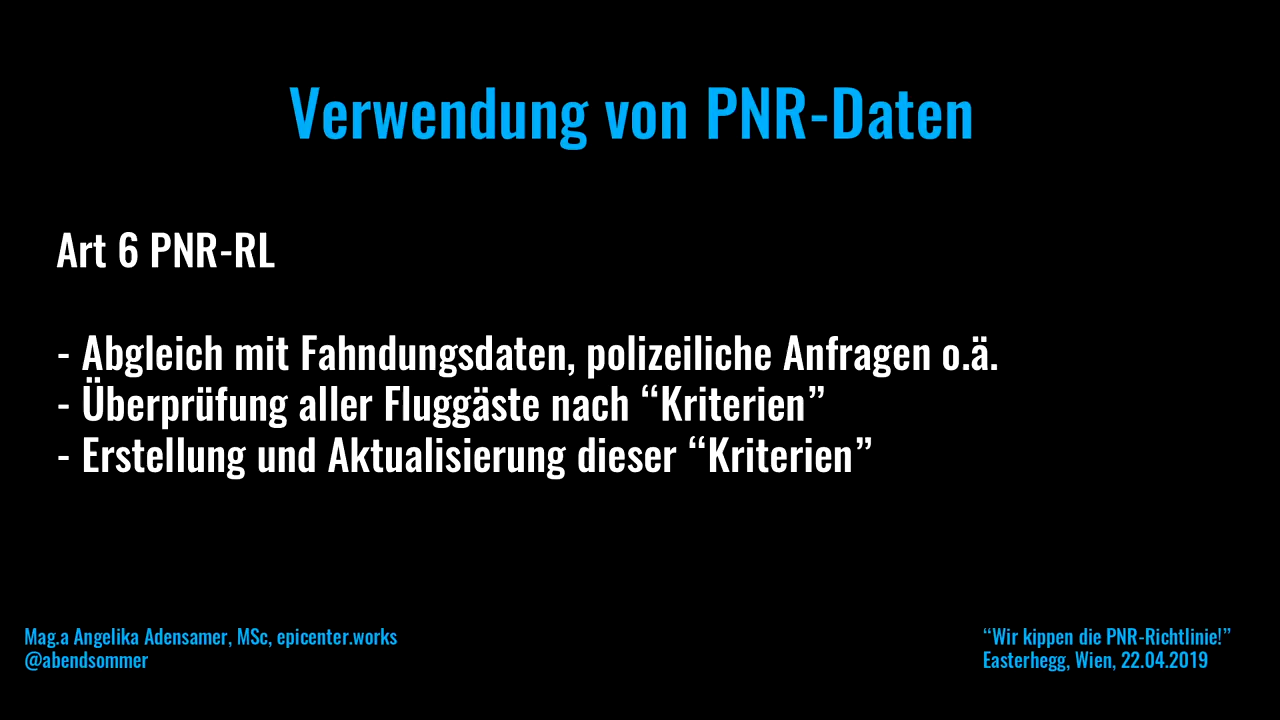 Verwendung von PNR-Daten
Art 6 PNR-RL
- Abgleich mit Fahndungsdaten, polizeiliche Anfragen o.ä.
- Überprüfung aller Fluggäste nach “Kriterien”
- Erstellung und Aktualisierung dieser “Kriterien”
Mag.a Angelika Adensamer, MSc, epicenter.works
@abendsommer
“Wir kippen die PNR-Richtlinie!”
Easterhegg, Wien, 22.04.2019